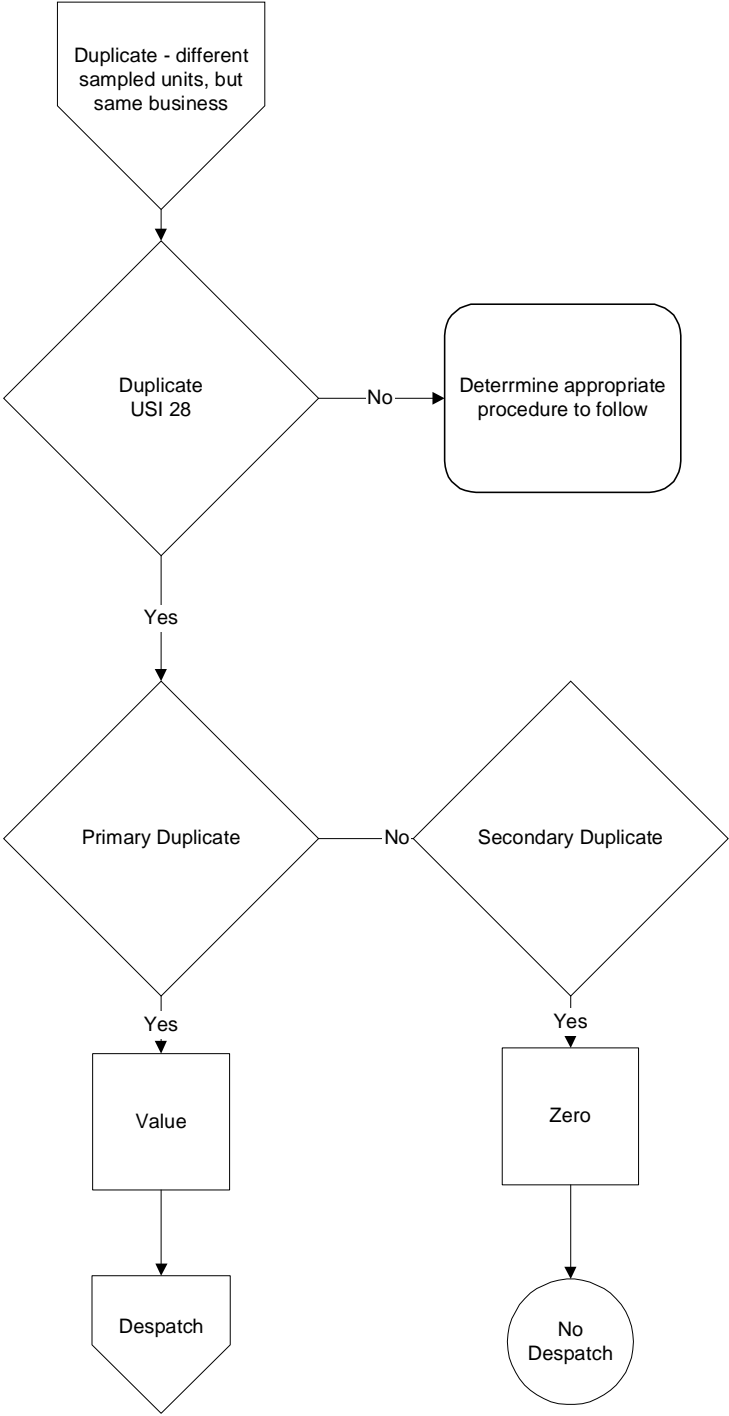 Duplicate - different
sampled units, but
same business
Duplicate
USI 28
No
Deterrmine appropriate
procedure to follow
Yes
Primary Duplicate
No
Secondary Duplicate
Yes
Yes
Value
Zero
Despatch
No
Despatch